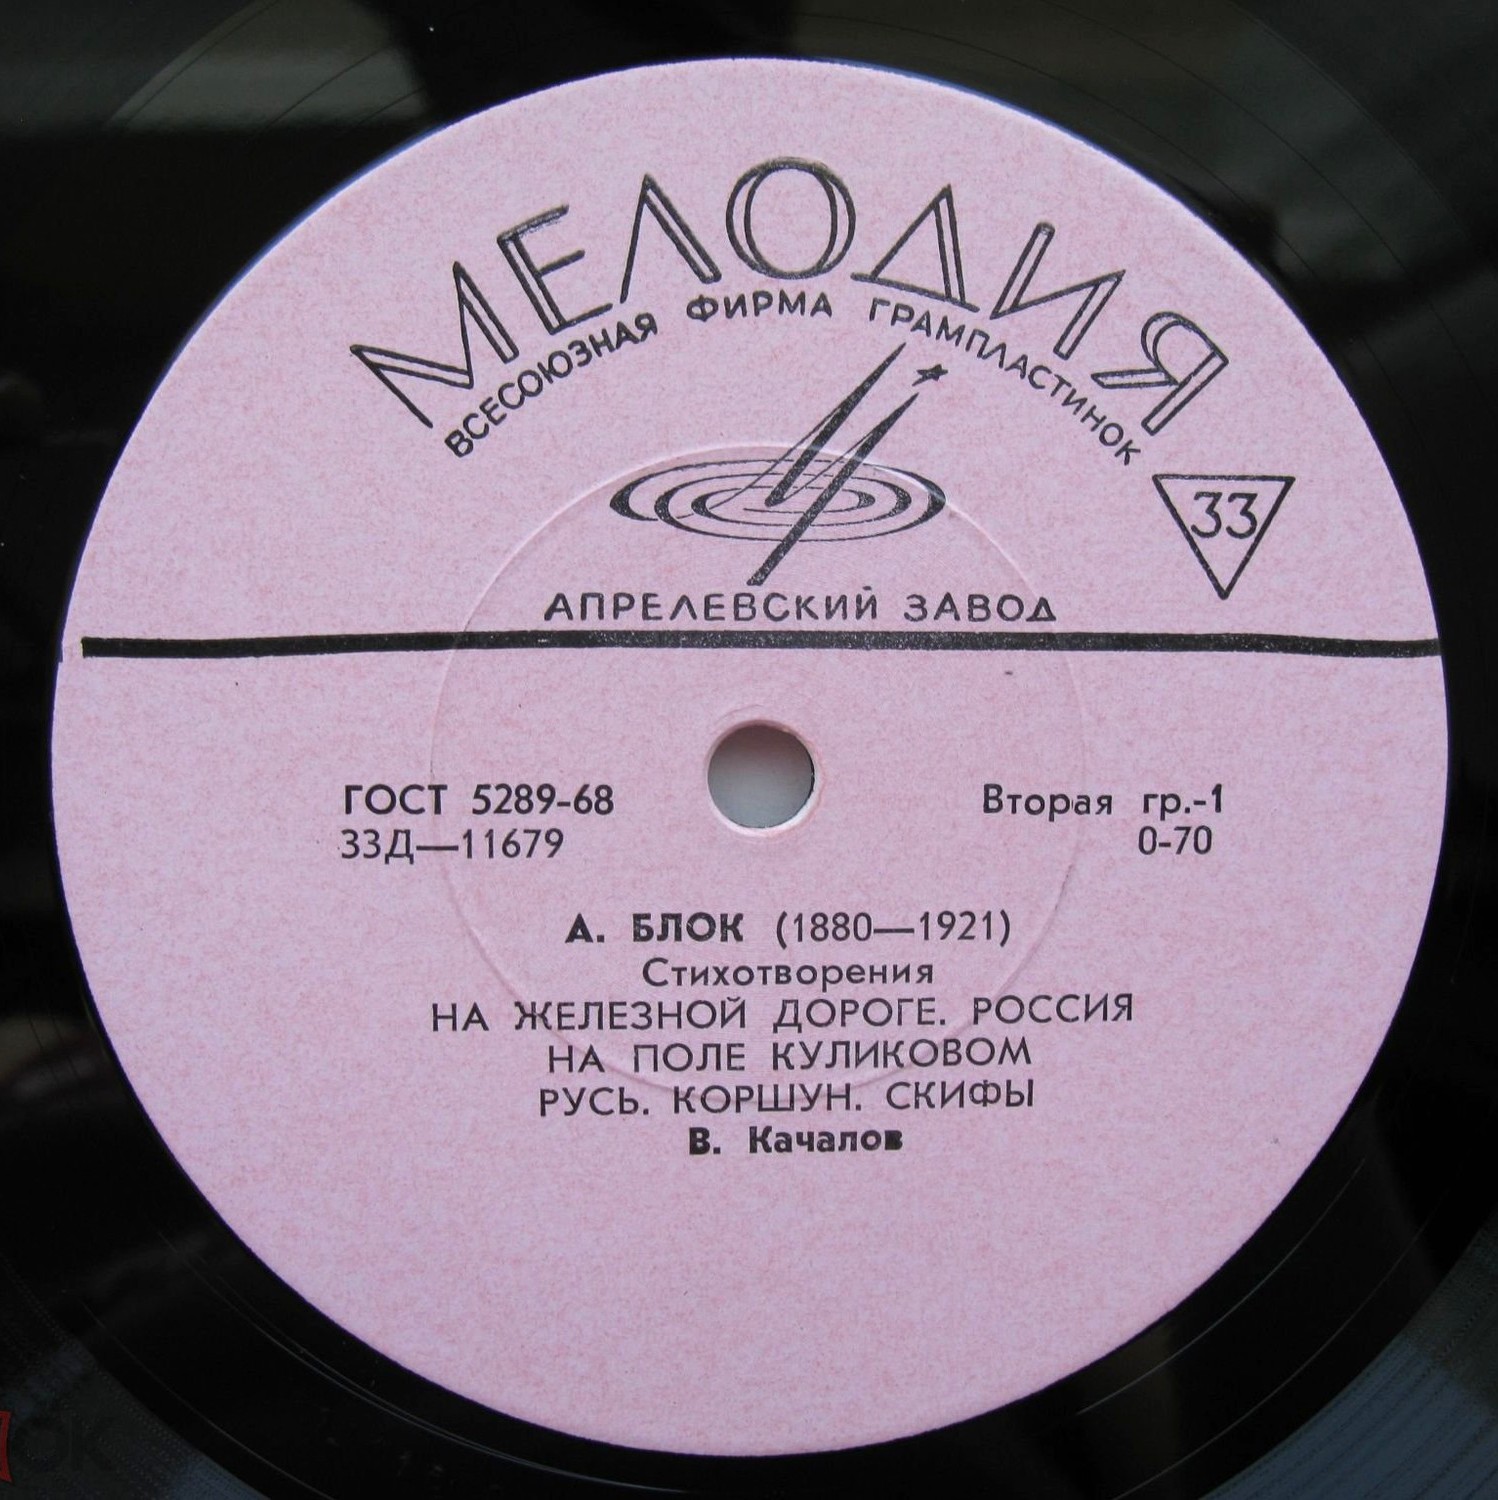 МЕЛОДИЯ
ВСЕСОЮЗНАЯ ФИРМА ГРАМПЛАСТИНОК
33
АПРЕЛЕВСКИЙ ЗАВОД
ГОСТ 5289-68
33Д—11679
Вторая гр.-1
0-70
А. БЛОК (1880—1921)
Стихотворения
НА ЖЕЛЕЗНОЙ ДОРОГЕ. РОССИЯ
НА ПОЛЕ КУЛИКОВОМ
РУСЬ. КОРШУН. СКИФЫ
В. Качалов